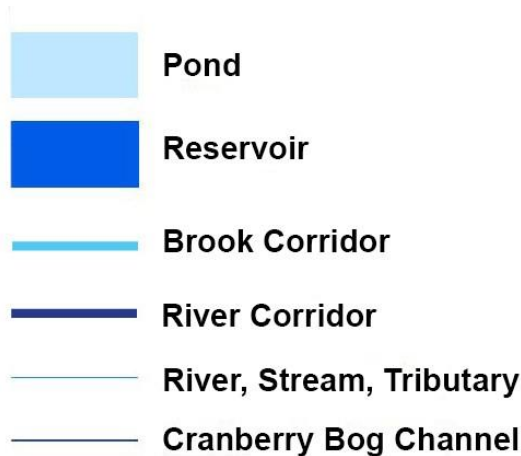 Pond
Reservoir
Brook Corridor
River Corridor
River, Stream, Tributary
Cranberry Bog Channel